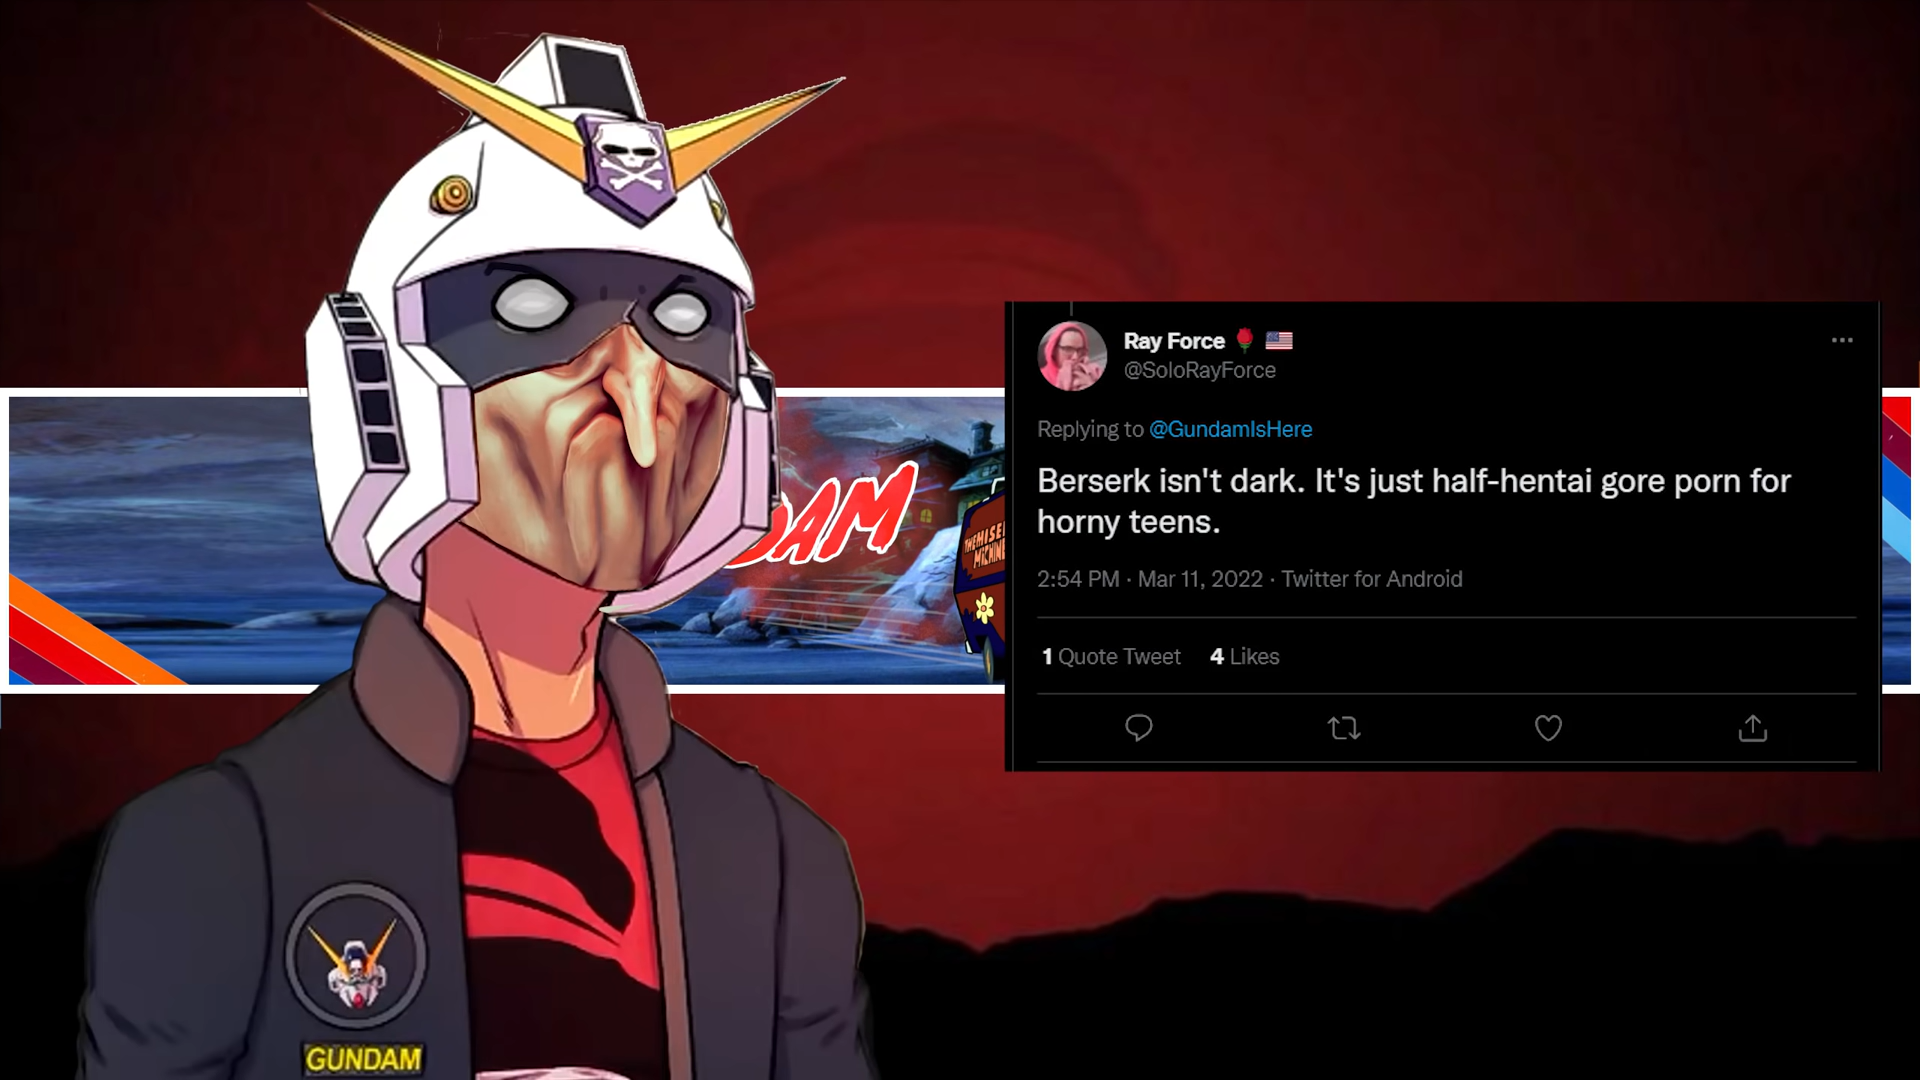 Ray Force
@SoloRayForce
Replying to @GundamIsHere
Berserk isn't dark. It's just half-hentai gore porn for
horny teens.
2:54 PM · Mar 11, 2022 · Twitter for Android
1 Quote Tweet 4 Likes
DAM
GUNDAM